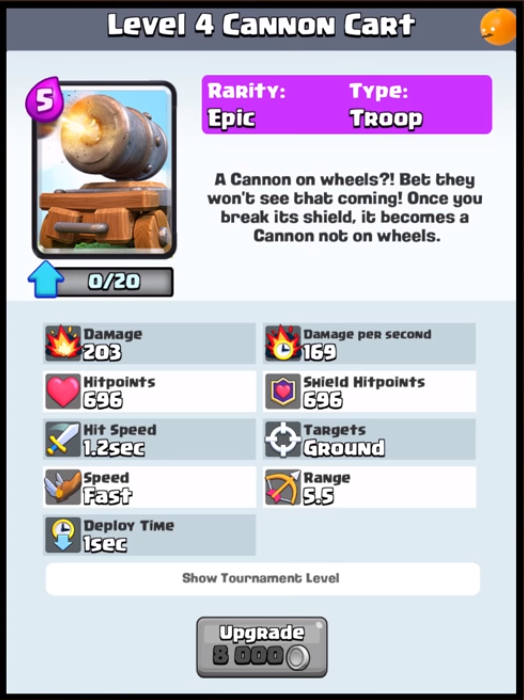 Level 4 Cannon Cart
5
Rarity:
Epic
Type:
Troop
A Cannon on wheels?! Bet they
won't see that coming! Once you
break its shield, it becomes a
Cannon not on wheels.
0/20
Damage
203
Damage per second
169
Hitpoints
696
Shield Hitpoints
696
Hit Speed
1.2sec
Targets
Ground
Speed
Fast
Range
5.5
Deploy Time
1sec
Show Tournament Level
Upgrade
8 000